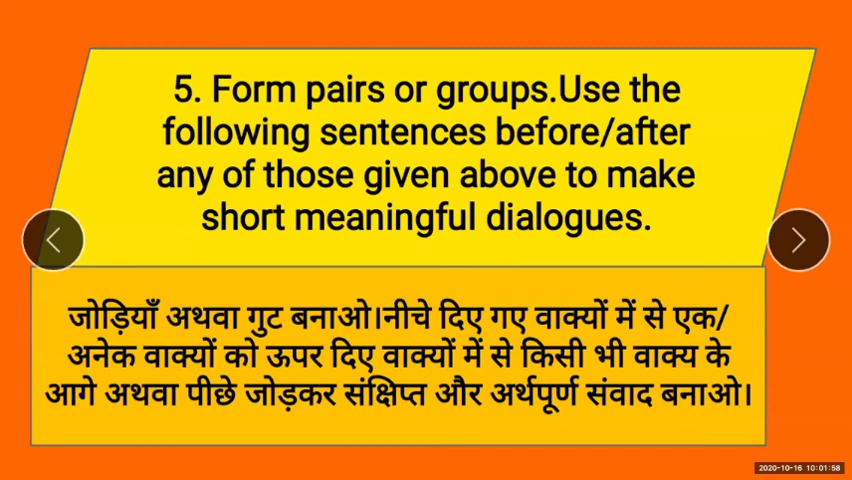 5. Form pairs or groups.Use the
following sentences before/after
any of those given above to make
short meaningful dialogues.
जोड़ियाँ अथवा गुट बनाओ।नीचे दिए गए वाक्यों में से एक/
अनेक वाक्यों को ऊपर दिए वाक्यों में से किसी भी वाक्य के
आगे अथवा पीछे जोड़कर संक्षिप्त और अर्थपूर्ण संवाद बनाओ।
2020-10-16 10:01:58